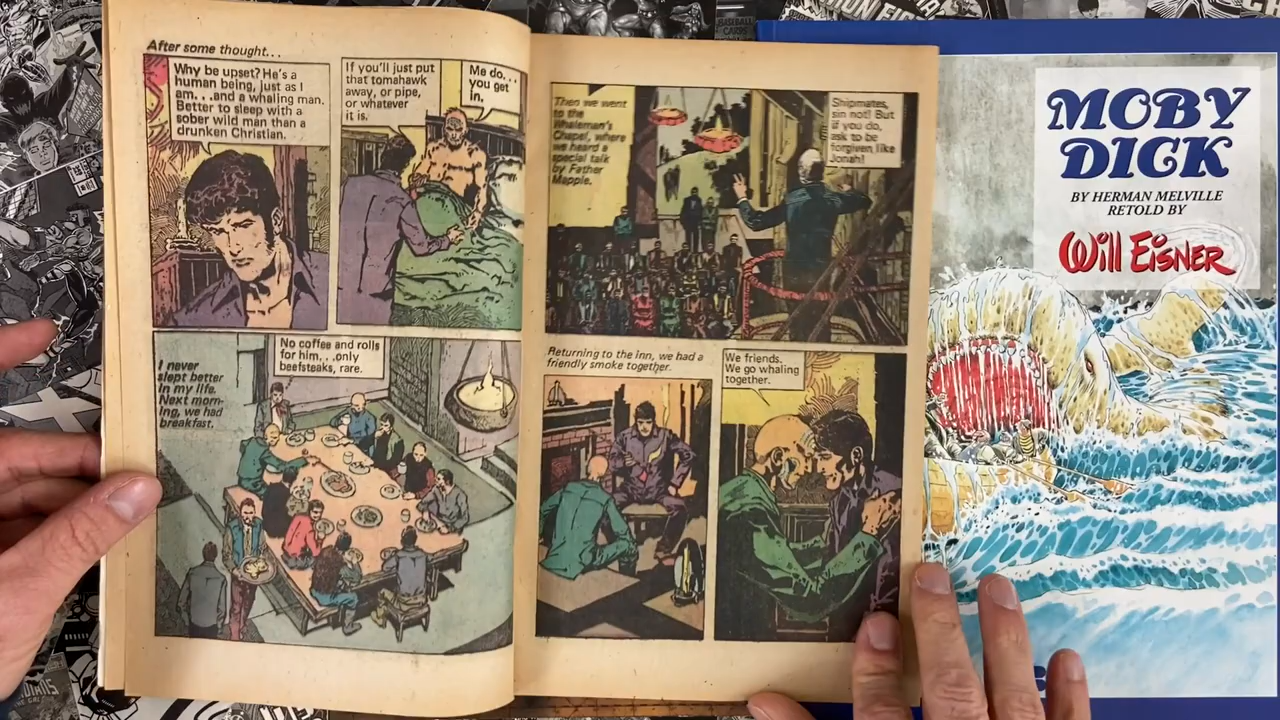 After some thought...
Why be upset? He's a
human being, just as I
am...and a whaling man.
Better to sleep with a
sober wild man than a
drunken Christian.
If you'll just put
that tomahawk
away, or pipe,
or whatever
it is.
Me do...
you get
in.
I never
slept better
in my life.
Next morn-
ing, we had
breakfast.
No coffee and rolls
for him...only
beefsteaks, rare.
Then we went
to the
Whaleman's
Chapel, where
we heard a
special talk
by Father
Mapple.
Shipmates,
sin not! But
if you do,
ask to be
forgiven like
Jonah!
Returning to the inn, we had a
friendly smoke together.
We friends.
We go whaling
together.
MOBY
DICK
BY HERMAN MELVILLE
RETOLD BY
Will EisNER
BASEBALL
CARDS